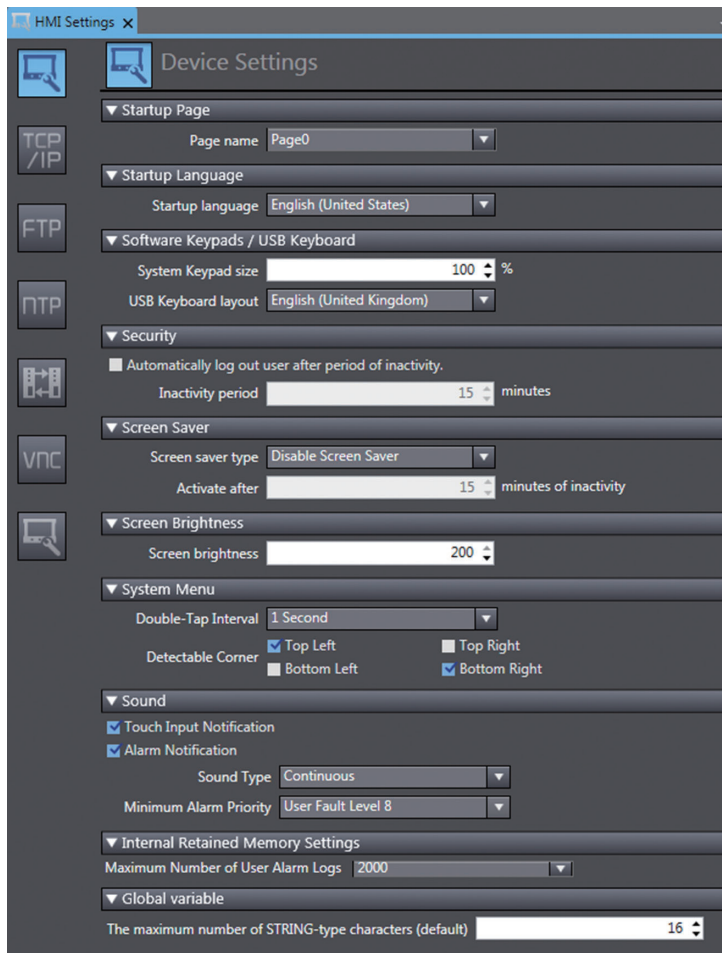 HMI Settings
Device Settings
TCP
/IP
FTP
NTP
VNC
Startup Page
Page name Page0
Startup Language
Startup language English (United States)
Software Keypads / USB Keyboard
System Keypad size 100 %
USB Keyboard layout English (United Kingdom)
Security
Automatically log out user after period of inactivity.
Inactivity period 15 minutes
Screen Saver
Screen saver type Disable Screen Saver
Activate after 15 minutes of inactivity
Screen Brightness
Screen brightness 200
System Menu
Double-Tap Interval 1 Second
Detectable Corner Top Left Top Right
Bottom Left Bottom Right
Sound
Touch Input Notification
Alarm Notification
Sound Type Continuous
Minimum Alarm Priority User Fault Level 8
Internal Retained Memory Settings
Maximum Number of User Alarm Logs 2000
Global variable
The maximum number of STRING-type characters (default) 16